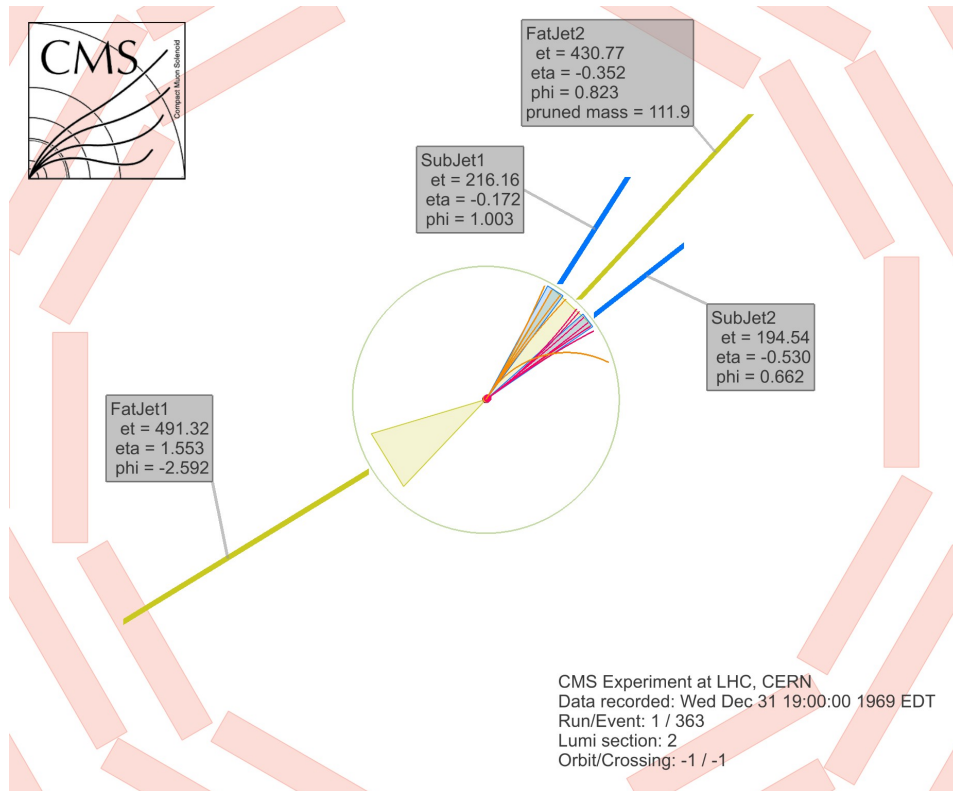 CMS
Compact Muon Solenoid
FatJet2
et = 430.77
eta = -0.352
phi = 0.823
pruned mass = 111.9
SubJet1
et = 216.16
eta = -0.172
phi = 1.003
SubJet2
et = 194.54
eta = -0.530
phi = 0.662
FatJet1
et = 491.32
eta = 1.553
phi = -2.592
CMS Experiment at LHC, CERN
Data recorded: Wed Dec 31 19:00:00 1969 EDT
Run/Event: 1 / 363
Lumi section: 2
Orbit/Crossing: -1 / -1